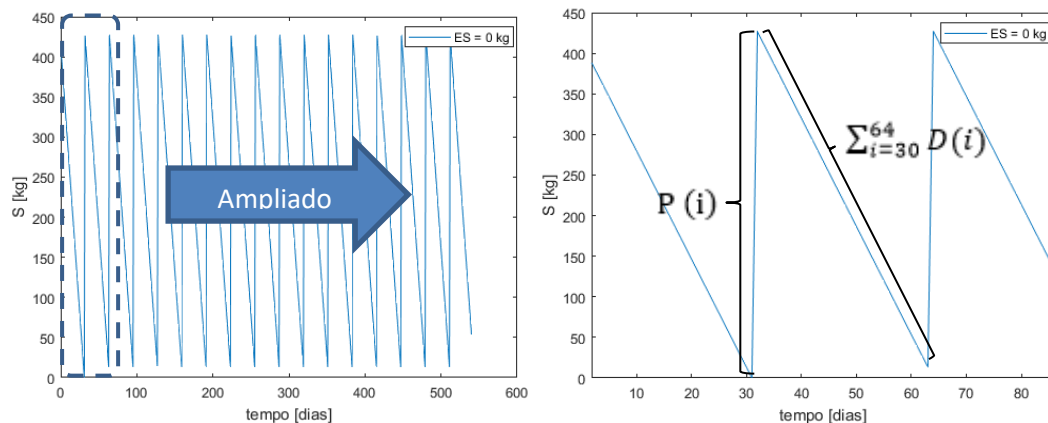 450
400
350
300
250
200
150
100
50
0
S [kg]
0 100 200 300 400 500 600
tempo [dias]
ES = 0 kg
Ampliado
450
400
350
300
250
200
150
100
50
0
S [kg]
10 20 30 40 50 60 70 80
tempo [dias]
ES = 0 kg
P (i)
∑_{i=30}^{64} D(i)